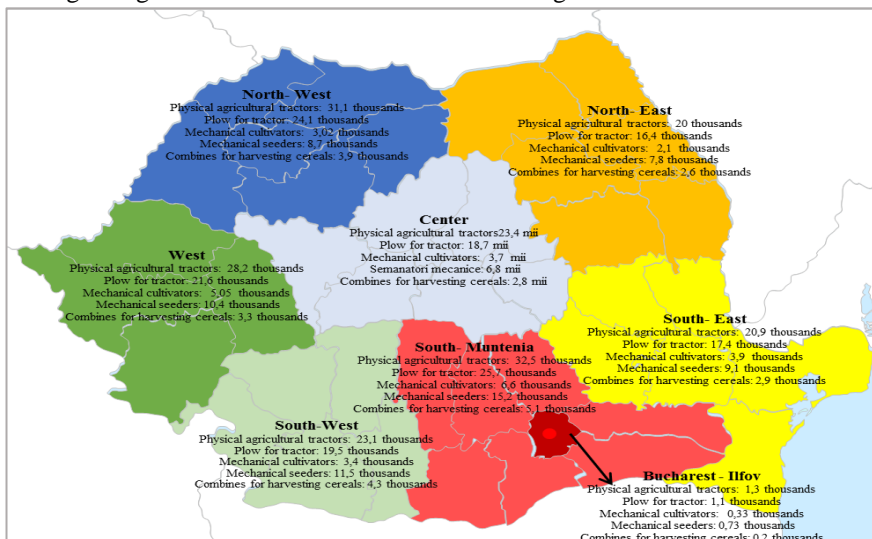 North- West
Physical agricultural tractors: 31,1 thousands
Plow for tractor: 24,1 thousands
Mechanical cultivators: 3,02 thousands
Mechanical seeders: 8,7 thousands
Combines for harvesting cereals: 3,9 thousands
North- East
Physical agricultural tractors: 20 thousands
Plow for tractor: 16,4 thousands
Mechanical cultivators: 2,1 thousands
Mechanical seeders: 7,8 thousands
Combines for harvesting cereals: 2,6 thousands
Center
Physical agricultural tractors23,4 mii
Plow for tractor: 18,7 mii
Mechanical cultivators: 3,7 mii
Semanatori mecanice: 6,8 mii
Combines for harvesting cereals: 2,8 mii
West
Physical agricultural tractors: 28,2 thousands
Plow for tractor: 21,6 thousands
Mechanical cultivators: 5,05 thousands
Mechanical seeders: 10,4 thousands
Combines for harvesting cereals: 3,3 thousands
South- East
Physical agricultural tractors: 20,9 thousands
Plow for tractor: 17,4 thousands
Mechanical cultivators: 3,9 thousands
Mechanical seeders: 9,1 thousands
Combines for harvesting cereals: 2,9 thousands
South- Muntenia
Physical agricultural tractors: 32,5 thousands
Plow for tractor: 25,7 thousands
Mechanical cultivators: 6,6 thousands
Mechanical seeders: 15,2 thousands
Combines for harvesting cereals: 5,1 thousands
South-West
Physical agricultural tractors: 23,1 thousands
Plow for tractor: 19,5 thousands
Mechanical cultivators: 3,4 thousands
Mechanical seeders: 11,5 thousands
Combines for harvesting cereals: 4,3 thousands
Bucharest - Ilfov
Physical agricultural tractors: 1,3 thousands
Plow for tractor: 1,1 thousands
Mechanical cultivators: 0,33 thousands
Mechanical seeders: 0,73 thousands
Combines for harvesting cereals: 0,2 thousands